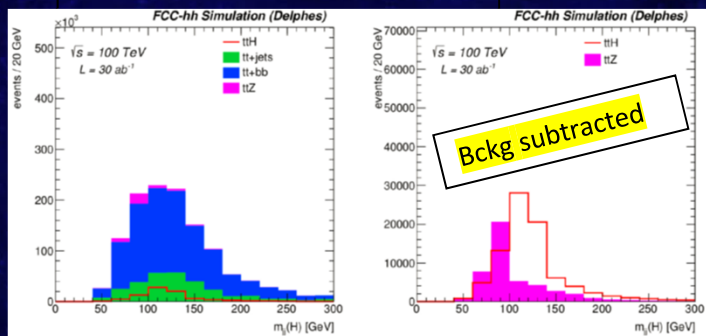 FCC-hh Simulation (Delphes)
×10³
events / 20 GeV
500
400
300
200
100
0
√s = 100 TeV
L = 30 ab⁻¹
ttH
tt+jets
tt+bb
ttZ
0 50 100 150 200 250 300
m_jj(H) [GeV]
FCC-hh Simulation (Delphes)
events / 20 GeV
70000
60000
50000
40000
30000
20000
10000
0
√s = 100 TeV
L = 30 ab⁻¹
ttH
ttZ
Bckg subtracted
0 50 100 150 200 250 300
m_jj(H) [GeV]